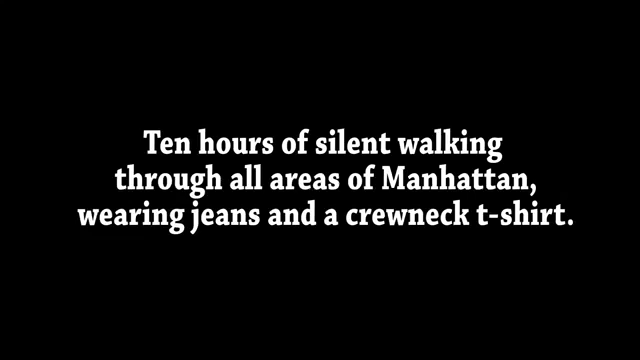 Ten hours of silent walking
through all areas of Manhattan,
wearing jeans and a crewneck t-shirt.